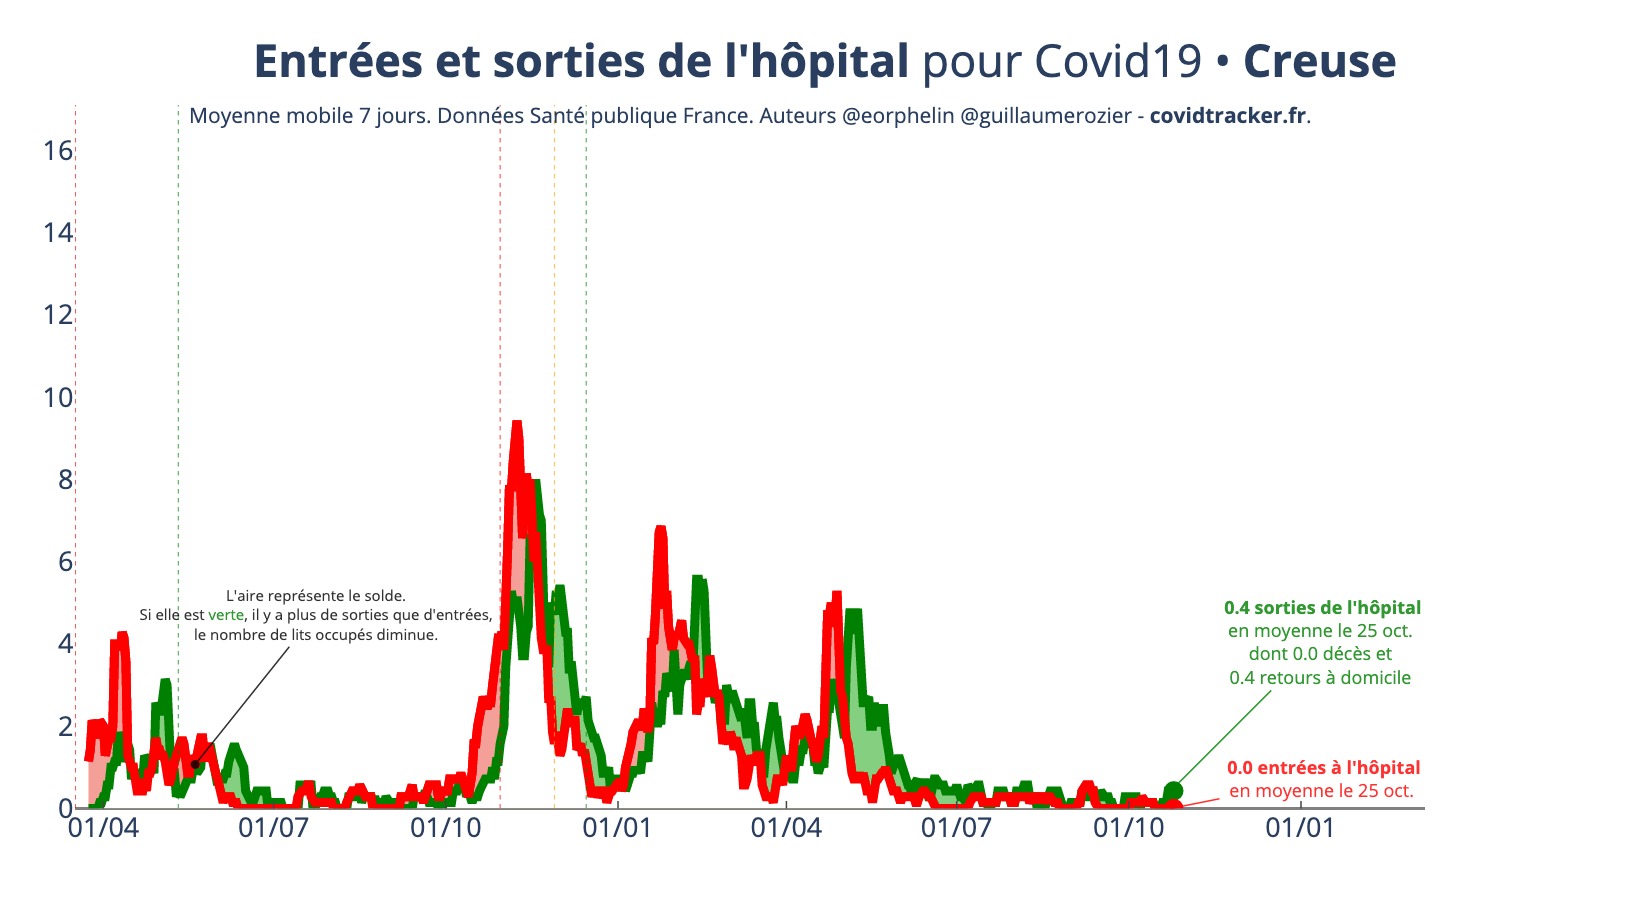 Entrées et sorties de l'hôpital pour Covid19 • Creuse
Moyenne mobile 7 jours. Données Santé publique France. Auteurs @eorphelin @guillaumerozier - covidtracker.fr.
16
14
12
10
8
6
4
2
0
L'aire représente le solde.
Si elle est verte, il y a plus de sorties que d'entrées,
le nombre de lits occupés diminue.
0.4 sorties de l'hôpital
en moyenne le 25 oct.
dont 0.0 décès et
0.4 retours à domicile
0.0 entrées à l'hôpital
en moyenne le 25 oct.
01/04 01/07 01/10 01/01 01/04 01/07 01/10 01/01